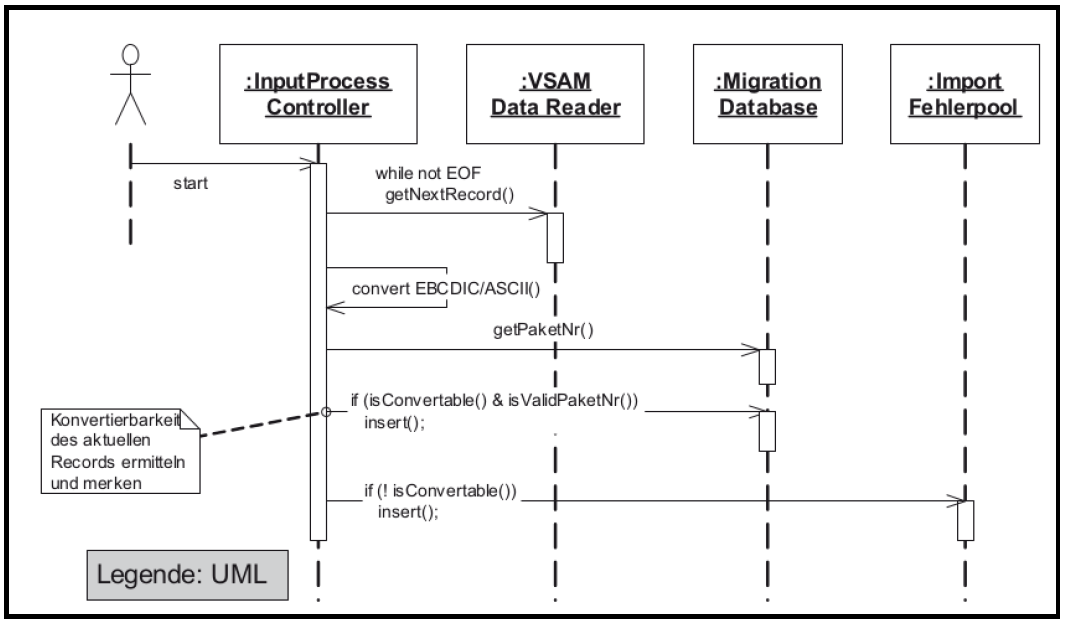 :InputProcess
Controller
:VSAM
Data Reader
:Migration
Database
:Import
Fehlerpool
start
while not EOF
getNextRecord()
convert EBCDIC/ASCII()
getPaketNr()
if (isConvertable() & isValidPaketNr())
insert();
Konvertierbarkeit
des aktuellen
Records ermitteln
und merken
if (! isConvertable())
insert();
Legende: UML